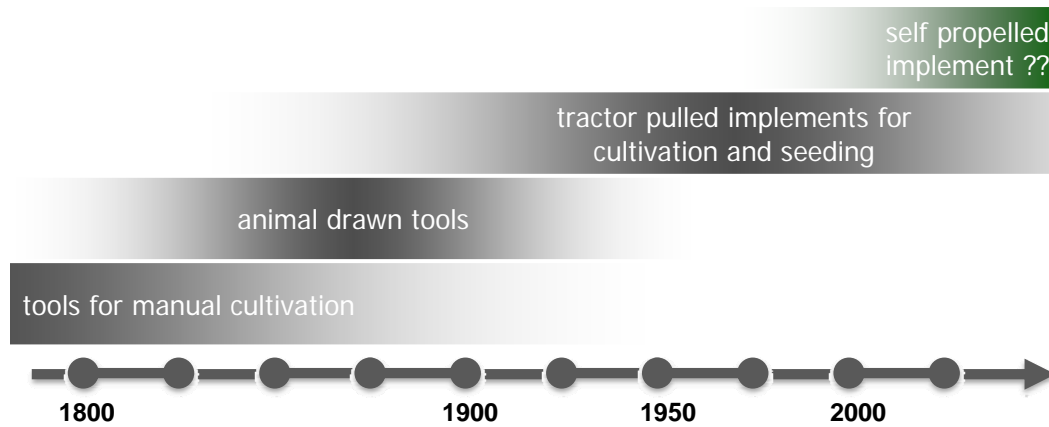 self propelled
implement ??
tractor pulled implements for
cultivation and seeding
animal drawn tools
tools for manual cultivation
1800
1900
1950
2000